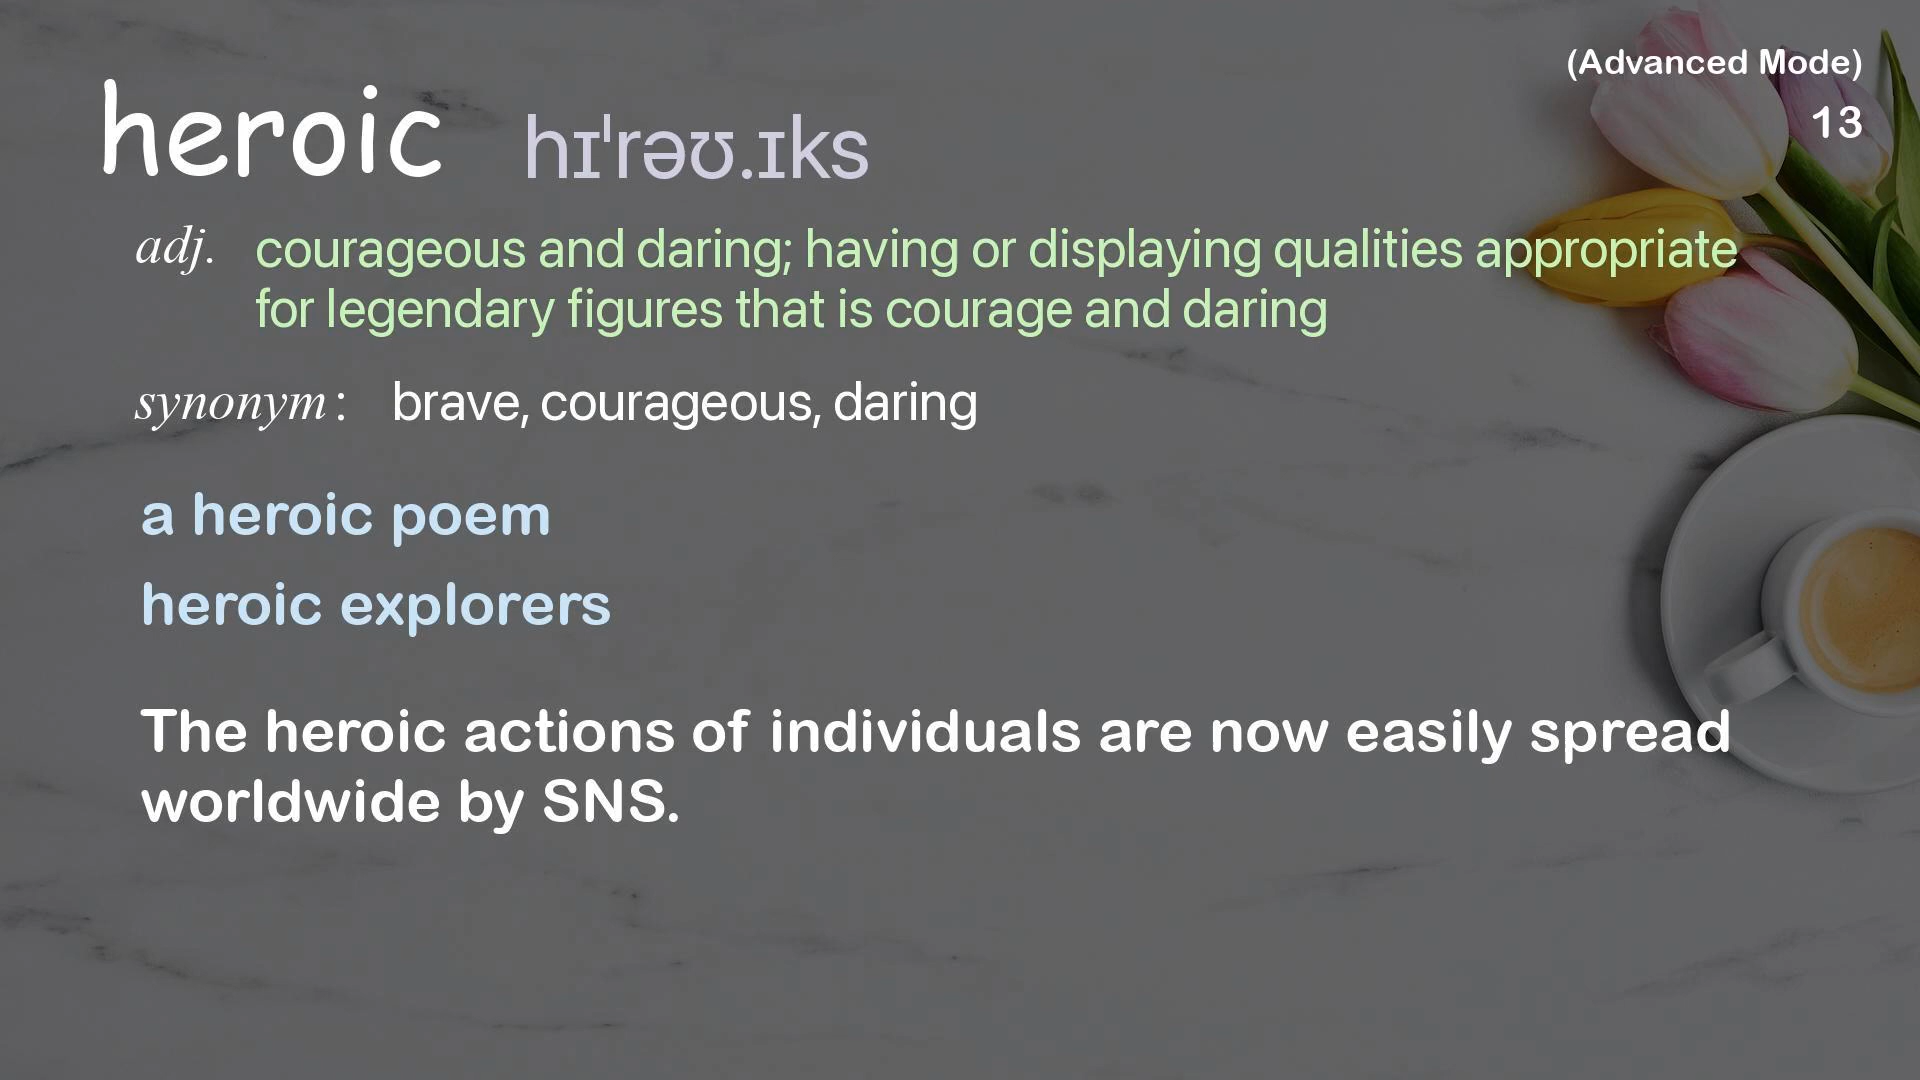 (Advanced Mode)
heroic hɪˈrəʊ.ɪks
13
adj. courageous and daring; having or displaying qualities appropriate
for legendary figures that is courage and daring
synonym: brave, courageous, daring
a heroic poem
heroic explorers
The heroic actions of individuals are now easily spread
worldwide by SNS.